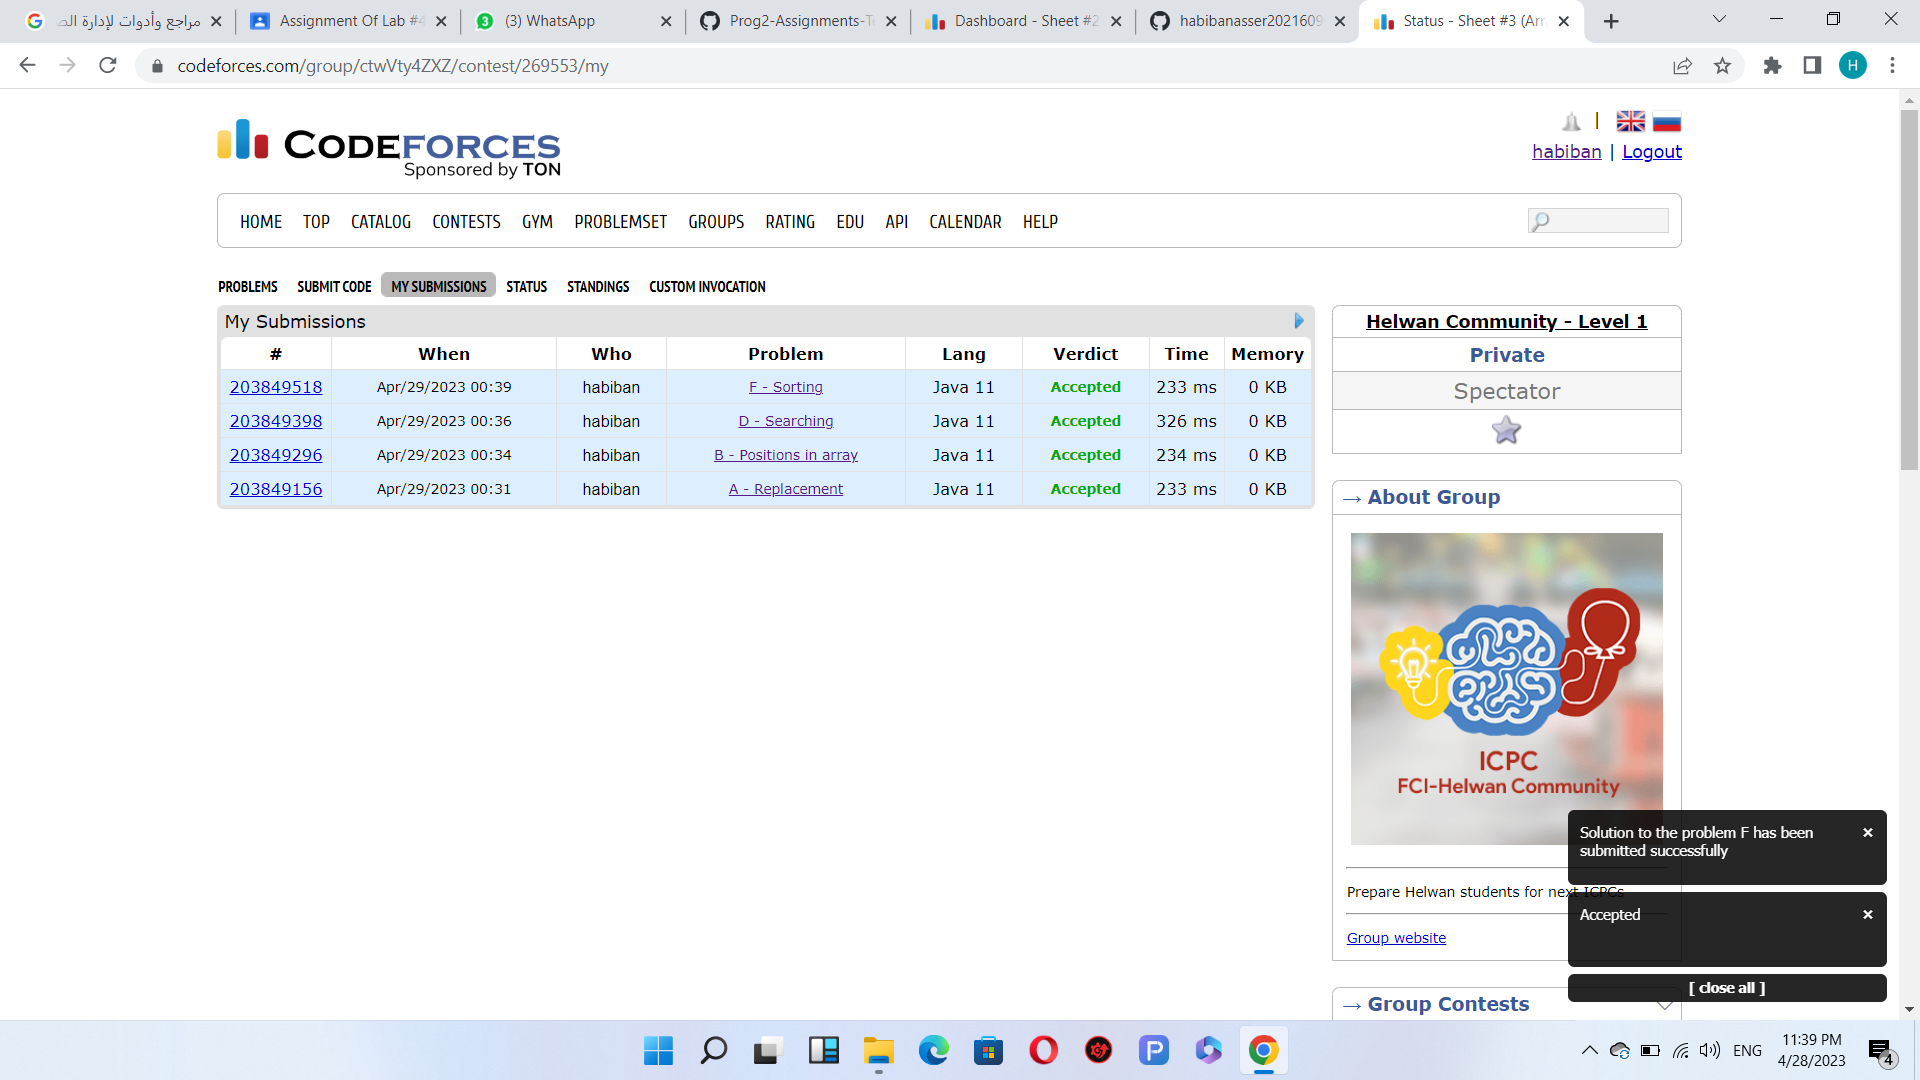 مراجع وأدوات لإدارة الص
Assignment Of Lab #4
(3) WhatsApp
Prog2-Assignments-T
Dashboard - Sheet #2
habibanasser2021609
Status - Sheet #3 (Arr
codeforces.com/group/ctwVty4ZXZ/contest/269553/my
H
CODEFORCES
Sponsored by TON
habiban | Logout
HOME TOP CATALOG CONTESTS GYM PROBLEMSET GROUPS RATING EDU API CALENDAR HELP
PROBLEMS SUBMIT CODE MY SUBMISSIONS STATUS STANDINGS CUSTOM INVOCATION
My Submissions
# When Who Problem Lang Verdict Time Memory
203849518 Apr/29/2023 00:39 habiban F - Sorting Java 11 Accepted 233 ms 0 KB
203849398 Apr/29/2023 00:36 habiban D - Searching Java 11 Accepted 326 ms 0 KB
203849296 Apr/29/2023 00:34 habiban B - Positions in array Java 11 Accepted 234 ms 0 KB
203849156 Apr/29/2023 00:31 habiban A - Replacement Java 11 Accepted 233 ms 0 KB
Helwan Community - Level 1
Private
Spectator
→ About Group
ICPC
FCI-Helwan Community
Prepare Helwan students for next ICPCs
Group website
→ Group Contests
Solution to the problem F has been
submitted successfully
Accepted
[ close all ]
ENG
11:39 PM
4/28/2023
4